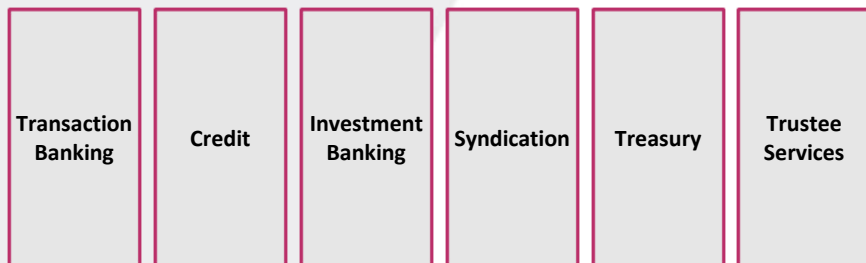 Transaction
Banking
Credit
Investment
Banking
Syndication
Treasury
Trustee
Services